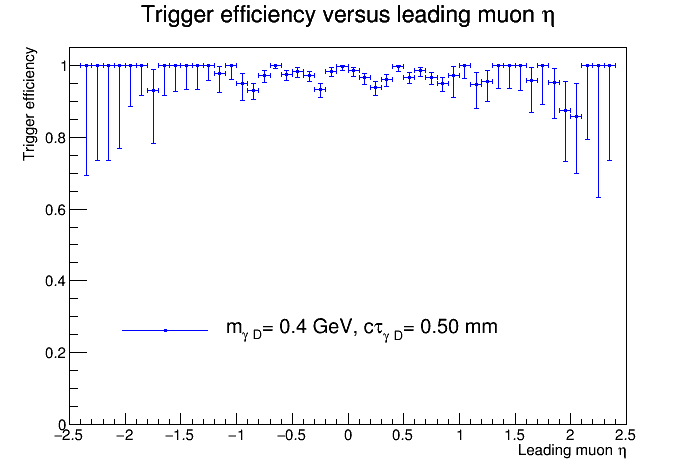 Trigger efficiency versus leading muon η
Trigger efficiency
1
0.8
0.6
0.4
0.2
0
mγ D= 0.4 GeV, cτγ D= 0.50 mm
−2.5 −2 −1.5 −1 −0.5 0 0.5 1 1.5 2 2.5
Leading muon η